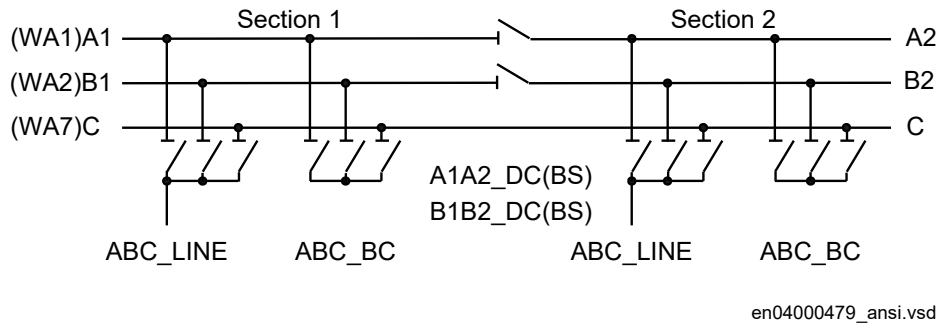 Section 1 Section 2
(WA1)A1 A2
(WA2)B1 B2
(WA7)C C
A1A2_DC(BS)
B1B2_DC(BS)
ABC_LINE ABC_BC ABC_LINE ABC_BC
en04000479_ansi.vsd